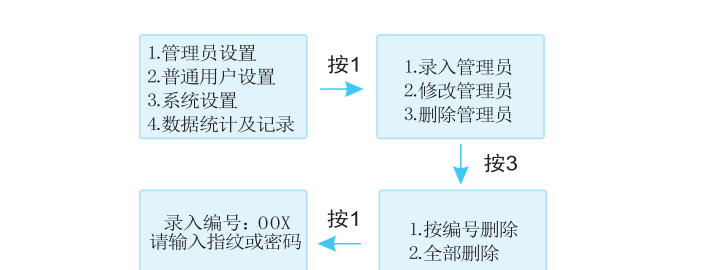 1.管理员设置
2.普通用户设置
3.系统设置
4.数据统计及记录
按1
1.录入管理员
2.修改管理员
3.删除管理员
按3
1.按编号删除
2.全部删除
按1
录入编号：00X
请输入指纹或密码